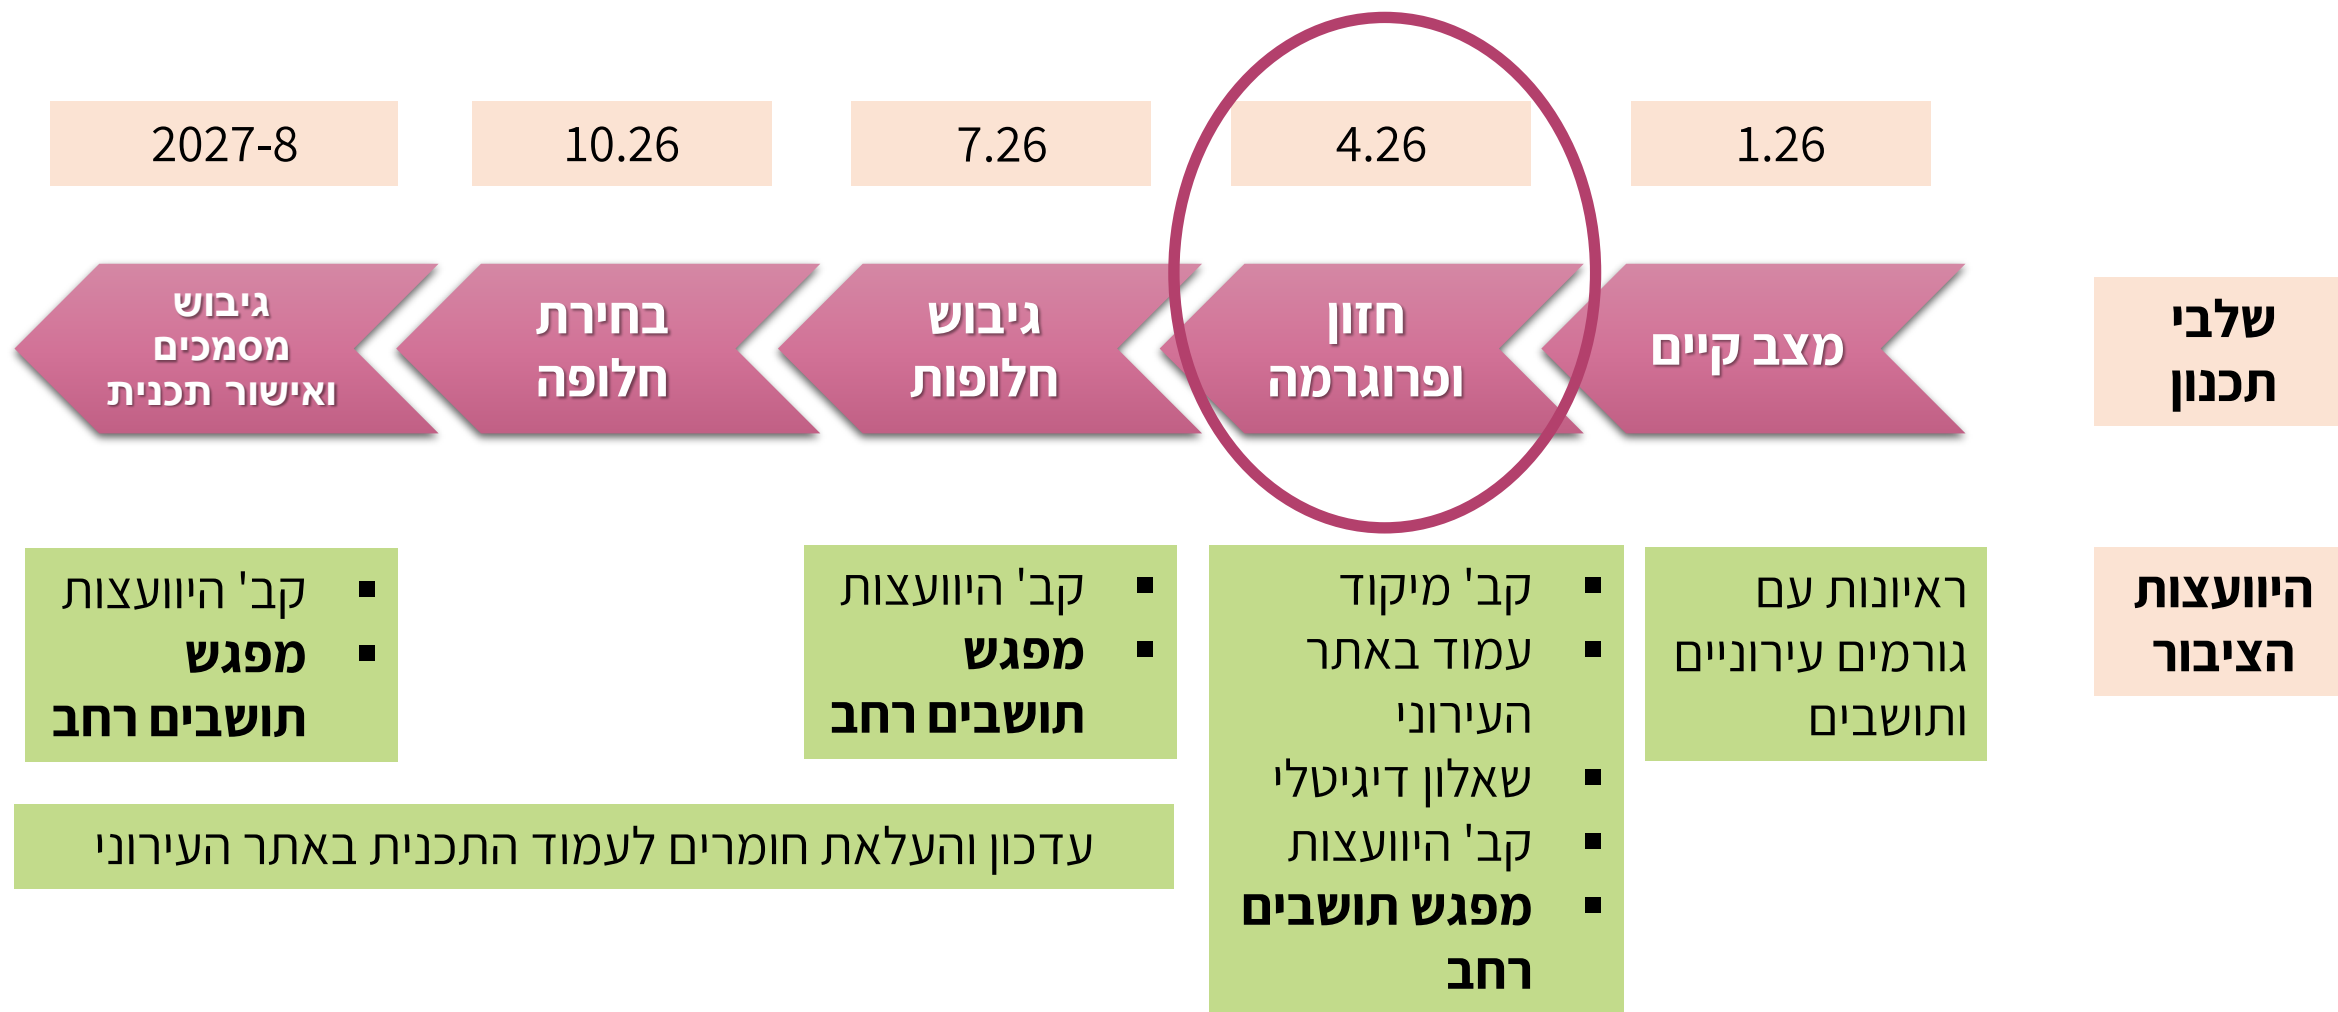 1.26
4.26
7.26
10.26
2027-8
שלבי
תכנון
מצב קיים
חזון
ופרוגרמה
גיבוש
חלופות
בחירת
חלופה
גיבוש
מסמכים
ואישור תכנית
היוועצות
הציבור
ראיונות עם
גורמים עירוניים
ותושבים
▪ קב' מיקוד
▪ עמוד באתר
העירוני
▪ שאלון דיגיטלי
▪ קב' היוועצות
▪ מפגש תושבים
רחב
▪ קב' היוועצות
▪ מפגש
תושבים רחב
▪ קב' היוועצות
▪ מפגש
תושבים רחב
עדכון והעלאת חומרים לעמוד התכנית באתר העירוני